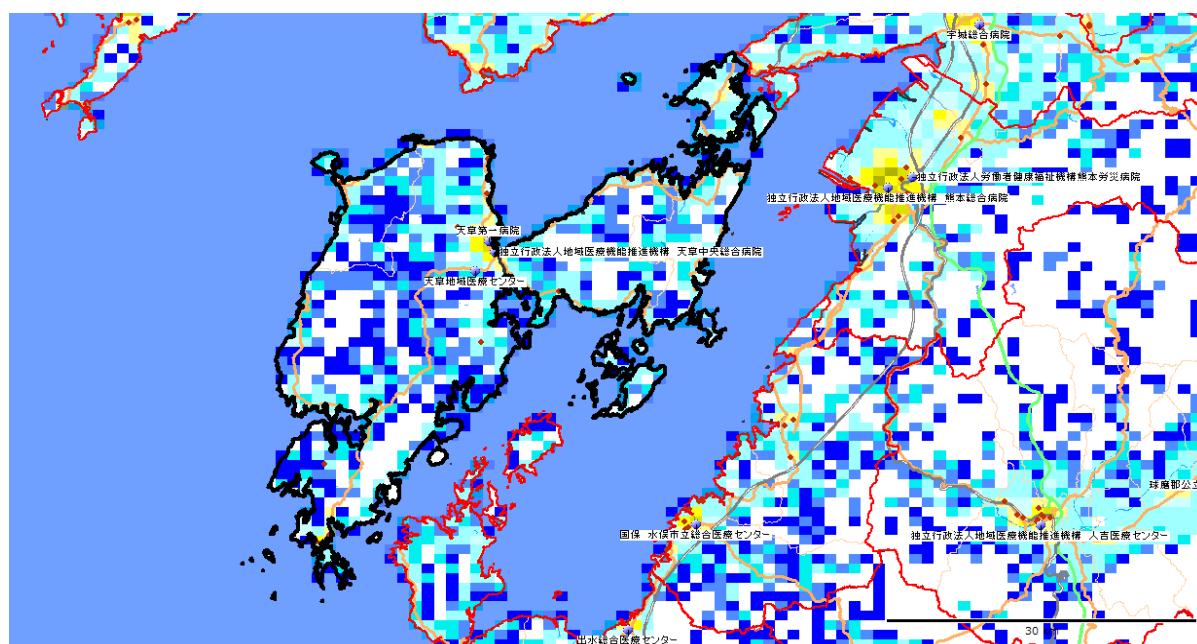 宇城総合病院
独立行政法人労働者健康福祉機構熊本労災病院
独立行政法人地域医療機能推進機構 熊本総合病院
天草第一病院
独立行政法人地域医療機能推進機構 天草中央総合病院
天草地域医療センター
球磨郡公立
国保 水俣市立総合医療センター
独立行政法人地域医療機能推進機構 人吉医療センター
出水総合医療センター
30